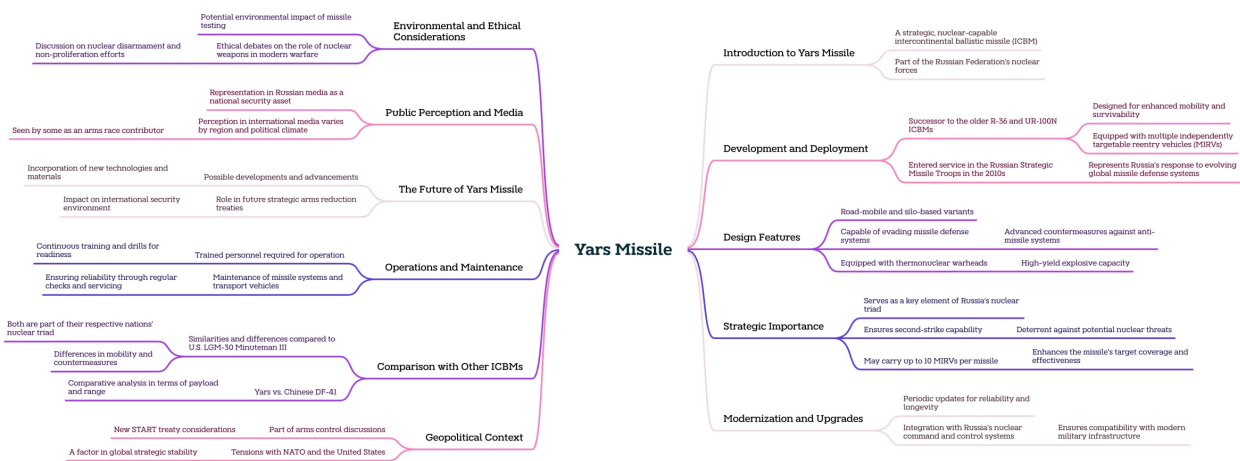 Yars Missile
Introduction to Yars Missile
A strategic, nuclear-capable
intercontinental ballistic missile (ICBM)
Part of the Russian Federation's nuclear
forces
Development and Deployment
Successor to the older R-36 and UR-100N
ICBMs
Designed for enhanced mobility and
survivability
Equipped with multiple independently
targetable reentry vehicles (MIRVs)
Entered service in the Russian Strategic
Missile Troops in the 2010s
Represents Russia's response to evolving
global missile defense systems
Design Features
Road-mobile and silo-based variants
Capable of evading missile defense
systems
Advanced countermeasures against anti-
missile systems
Equipped with thermonuclear warheads
High-yield explosive capacity
Strategic Importance
Serves as a key element of Russia's nuclear
triad
Ensures second-strike capability
Deterrent against potential nuclear threats
May carry up to 10 MIRVs per missile
Enhances the missile's target coverage and
effectiveness
Modernization and Upgrades
Periodic updates for reliability and
longevity
Integration with Russia's nuclear
command and control systems
Ensures compatibility with modern
military infrastructure
Environmental and Ethical
Considerations
Potential environmental impact of missile
testing
Ethical debates on the role of nuclear
weapons in modern warfare
Discussion on nuclear disarmament and
non-proliferation efforts
Public Perception and Media
Representation in Russian media as a
national security asset
Perception in international media varies
by region and political climate
Seen by some as an arms race contributor
The Future of Yars Missile
Possible developments and advancements
Incorporation of new technologies and
materials
Role in future strategic arms reduction
treaties
Impact on international security
environment
Operations and Maintenance
Trained personnel required for operation
Continuous training and drills for
readiness
Maintenance of missile systems and
transport vehicles
Ensuring reliability through regular
checks and servicing
Comparison with Other ICBMs
Similarities and differences compared to
U.S. LGM-30 Minuteman III
Both are part of their respective nations'
nuclear triad
Differences in mobility and
countermeasures
Yars vs. Chinese DF-41
Comparative analysis in terms of payload
and range
Geopolitical Context
Part of arms control discussions
New START treaty considerations
Tensions with NATO and the United States
A factor in global strategic stability